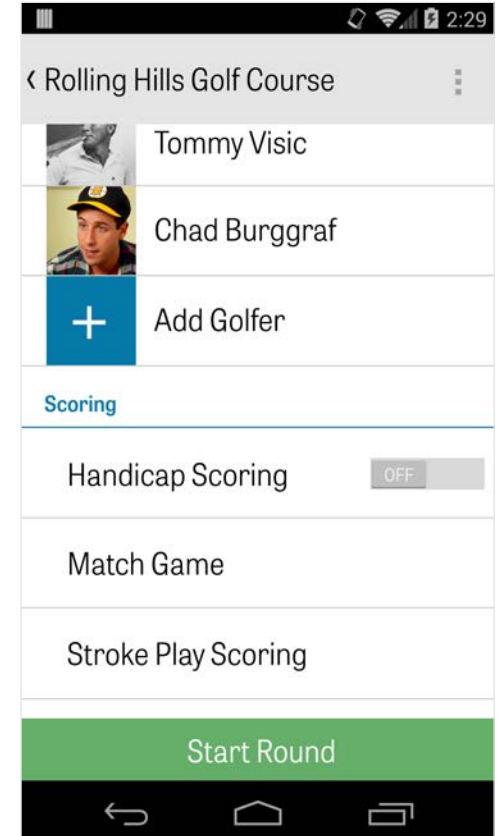 2:29
Rolling Hills Golf Course
Tommy Visic
Chad Burggraf
Add Golfer
Scoring
Handicap Scoring OFF
Match Game
Stroke Play Scoring
Start Round